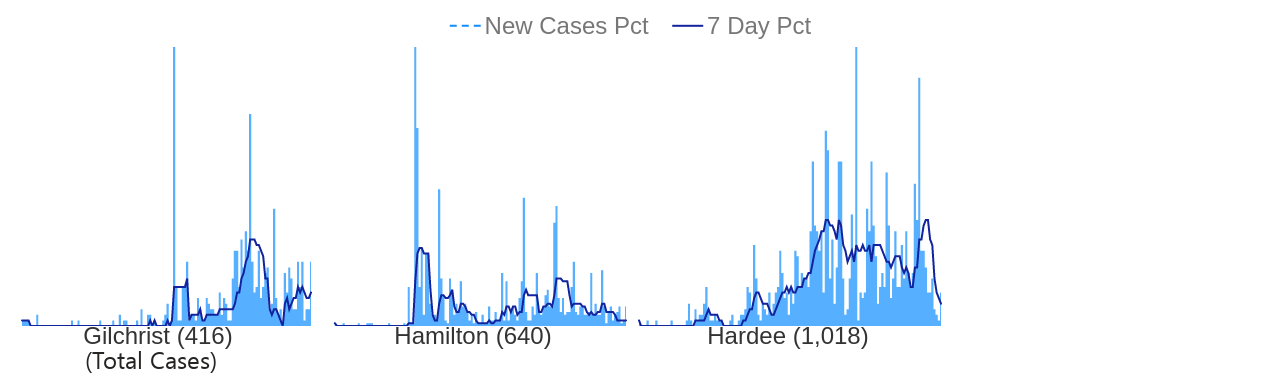 New Cases Pct 7 Day Pct
Gilchrist (416) Hamilton (640) Hardee (1,018)
(Total Cases)